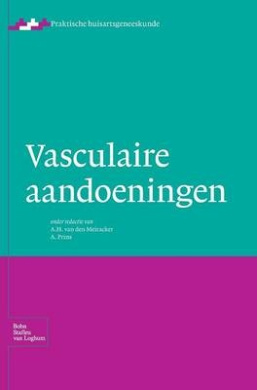 Praktische huisartsgeneeskunde
Vasculaire
aandoeningen
onder redactie van
A.H. van den Meiracker
A. Prins
Bohn
Stafleu
van Loghum